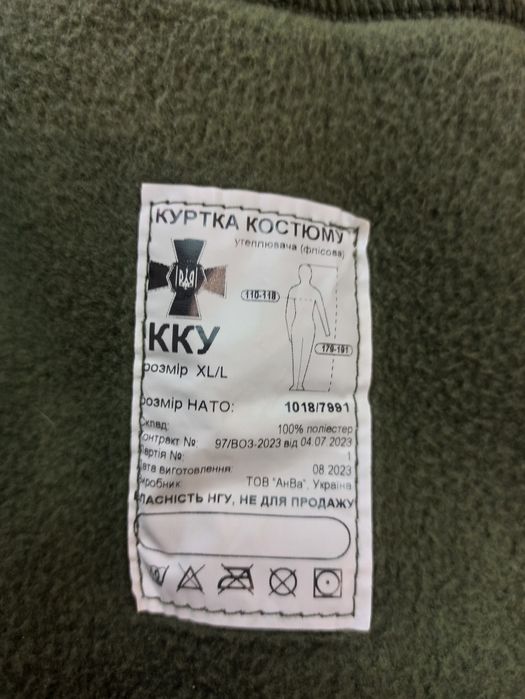 КУРТКА КОСТЮМУ
утеплювача (флісова)
110-118
ККУ
179-191
розмір XL/L
розмір НАТО: 1018/7991
Склад: 100% поліестер
Контракт №: 97/ВОЗ-2023 від 04.07.2023
Партія №: 1
Дата виготовлення: 08.2023
Виробник: ТОВ "АнВа", Україна
ВЛАСНІСТЬ НГУ, НЕ ДЛЯ ПРОДАЖУ